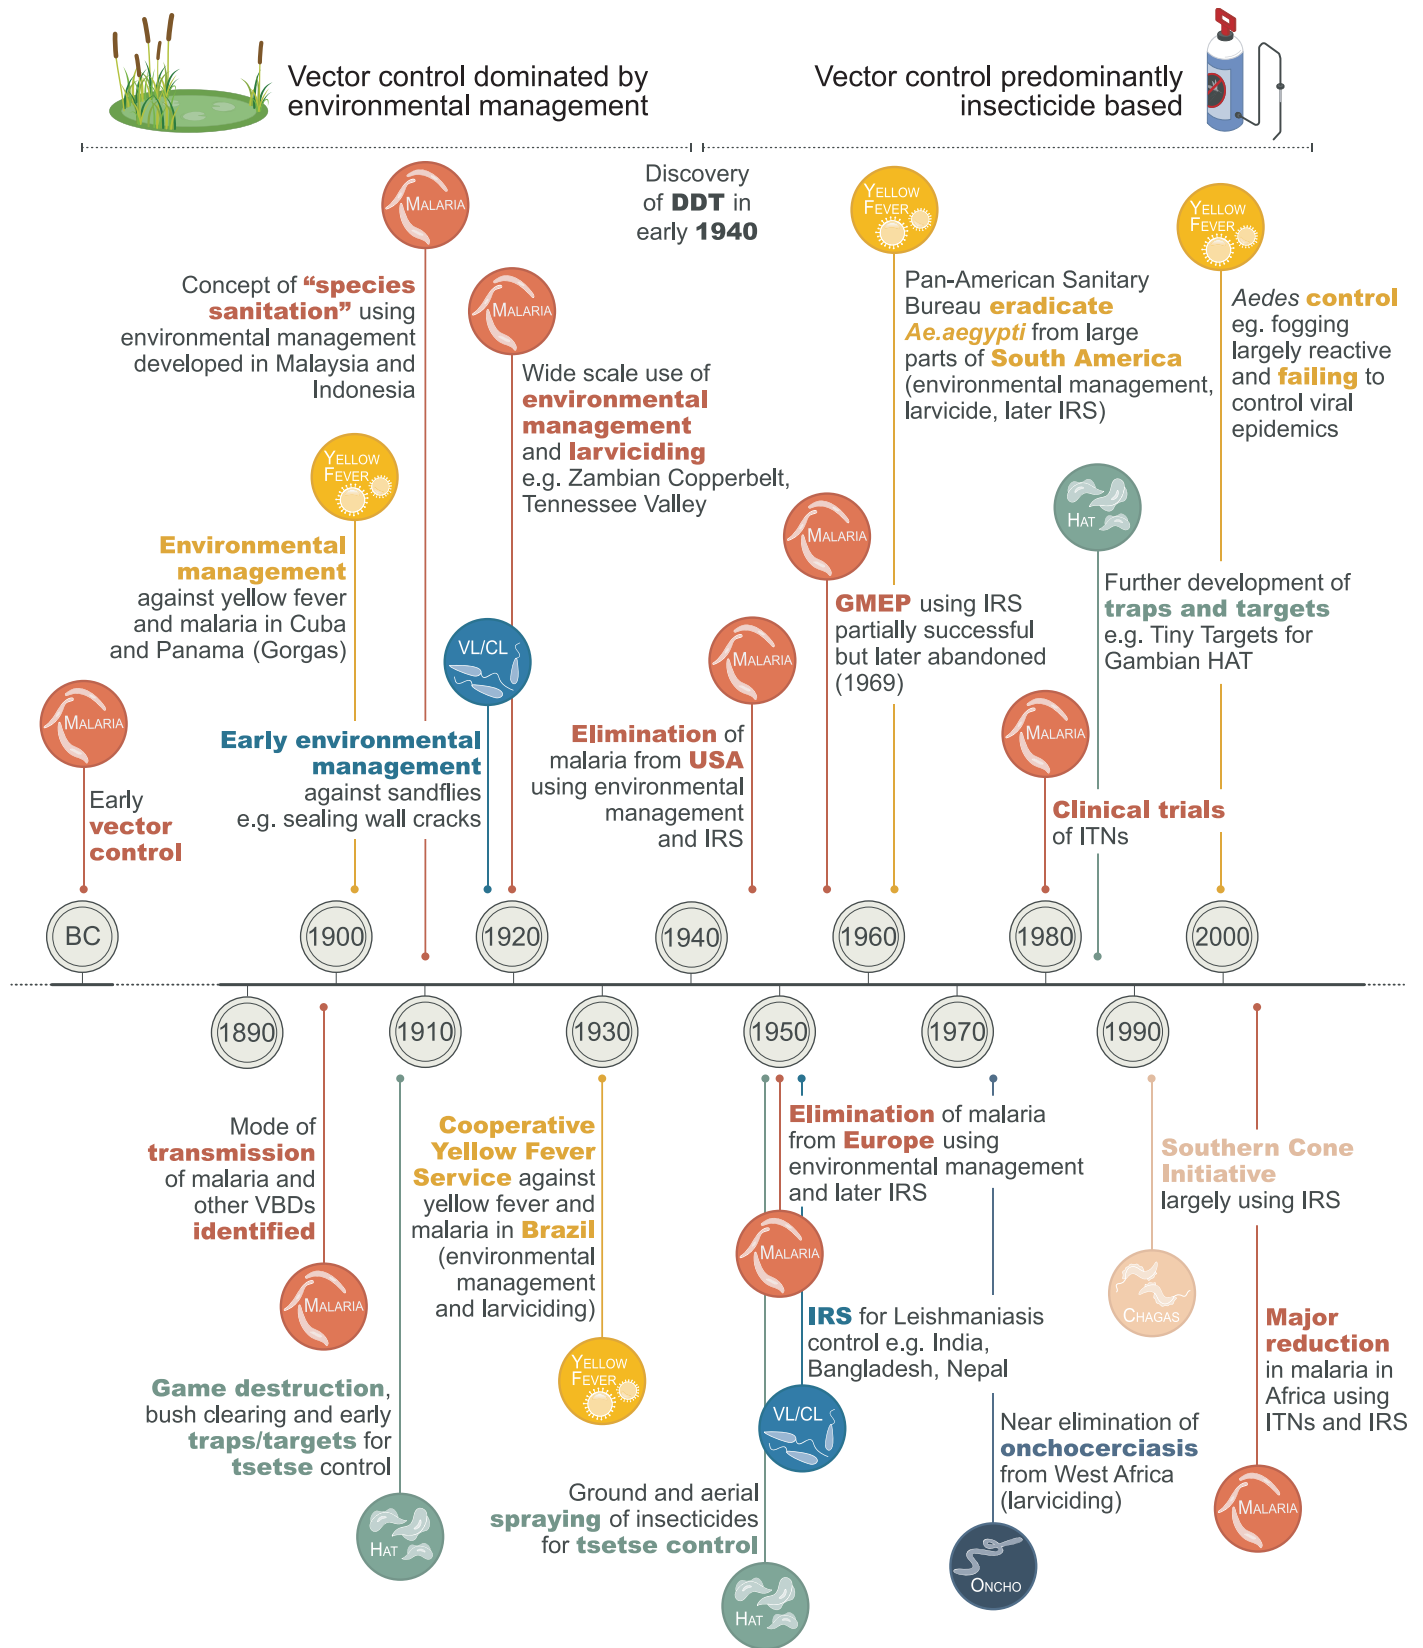 Vector control dominated by
environmental management
Vector control predominantly
insecticide based
Discovery
of DDT in
early 1940
MALARIA
Concept of “species
sanitation” using
environmental management
developed in Malaysia and
Indonesia
MALARIA
Wide scale use of
environmental
management
and larviciding
e.g. Zambian Copperbelt,
Tennessee Valley
YELLOW
FEVER
Pan-American Sanitary
Bureau eradicate
Ae.aegypti from large
parts of South America
(environmental management,
larvicide, later IRS)
YELLOW
FEVER
Aedes control
eg. fogging
largely reactive
and failing to
control viral
epidemics
YELLOW
FEVER
Environmental
management
against yellow fever
and malaria in Cuba
and Panama (Gorgas)
MALARIA
Early
vector
control
VL/CL
Early environmental
management
against sandflies
e.g. sealing wall cracks
MALARIA
Elimination of
malaria from USA
using environmental
management
and IRS
MALARIA
GMEP using IRS
partially successful
but later abandoned
(1969)
HAT
Further development of
traps and targets
e.g. Tiny Targets for
Gambian HAT
MALARIA
Clinical trials
of ITNs
BC
1900
1920
1940
1960
1980
2000
1890
1910
1930
1950
1970
1990
Mode of
transmission
of malaria and
other VBDs
identified
MALARIA
Game destruction,
bush clearing and early
traps/targets for
tsetse control
HAT
Cooperative
Yellow Fever
Service against
yellow fever and
malaria in Brazil
(environmental
management
and larviciding)
YELLOW
FEVER
Elimination of malaria
from Europe using
environmental management
and later IRS
MALARIA
IRS for Leishmaniasis
control e.g. India,
Bangladesh, Nepal
VL/CL
Ground and aerial
spraying of insecticides
for tsetse control
HAT
Near elimination of
onchocerciasis
from West Africa
(larviciding)
ONCHO
Southern Cone
Initiative
largely using IRS
CHAGAS
Major
reduction
in malaria in
Africa using
ITNs and IRS
MALARIA